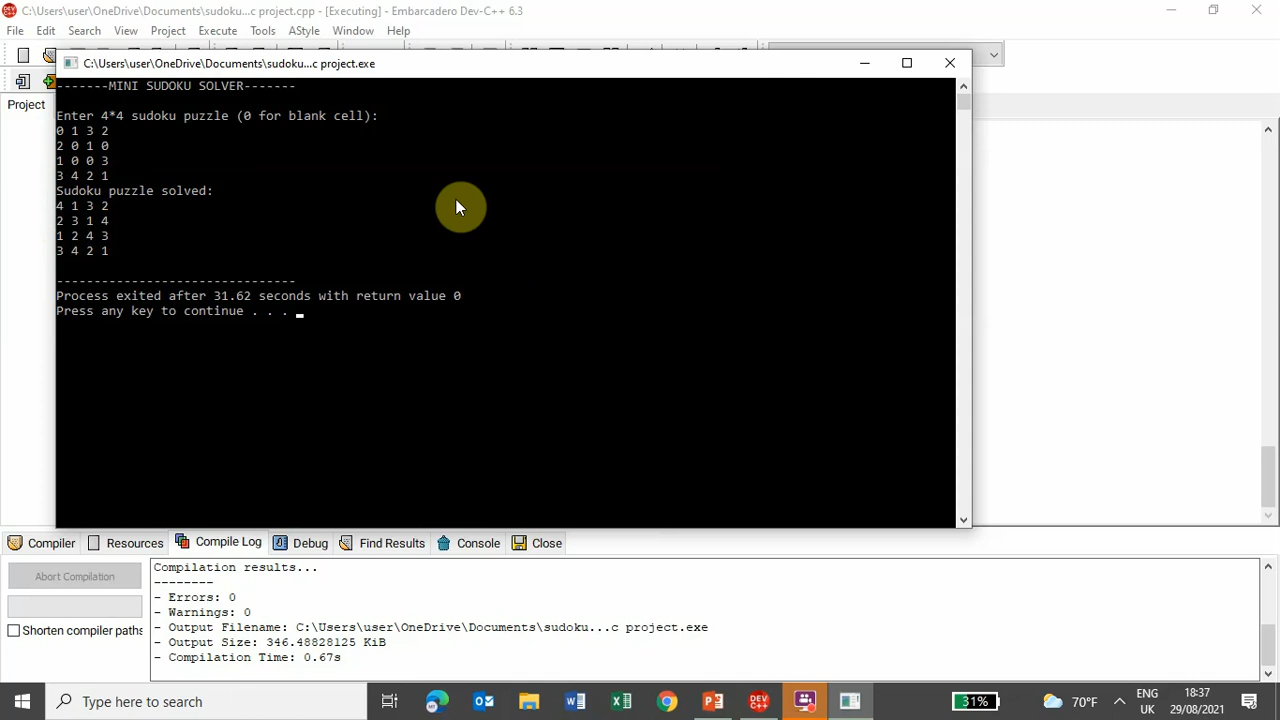 C:\Users\user\OneDrive\Documents\sudoku...c project.cpp - [Executing] - Embarcadero Dev-C++ 6.3
File Edit Search View Project Execute Tools AStyle Window Help
C:\Users\user\OneDrive\Documents\sudoku...c project.exe
Project
-------MINI SUDOKU SOLVER-------
Enter 4*4 sudoku puzzle (0 for blank cell):
0 1 3 2
2 0 1 0
1 0 0 3
3 4 2 1
Sudoku puzzle solved:
4 1 3 2
2 3 1 4
1 2 4 3
3 4 2 1
--------------------------------
Process exited after 31.62 seconds with return value 0
Press any key to continue . . .
Compiler Resources Compile Log Debug Find Results Console Close
Abort Compilation
Shorten compiler paths
Compilation results...
--------
- Errors: 0
- Warnings: 0
- Output Filename: C:\Users\user\OneDrive\Documents\sudoku...c project.exe
- Output Size: 346.48828125 KiB
- Compilation Time: 0.67s
Type here to search
31%
70°F
ENG
UK
18:37
29/08/2021